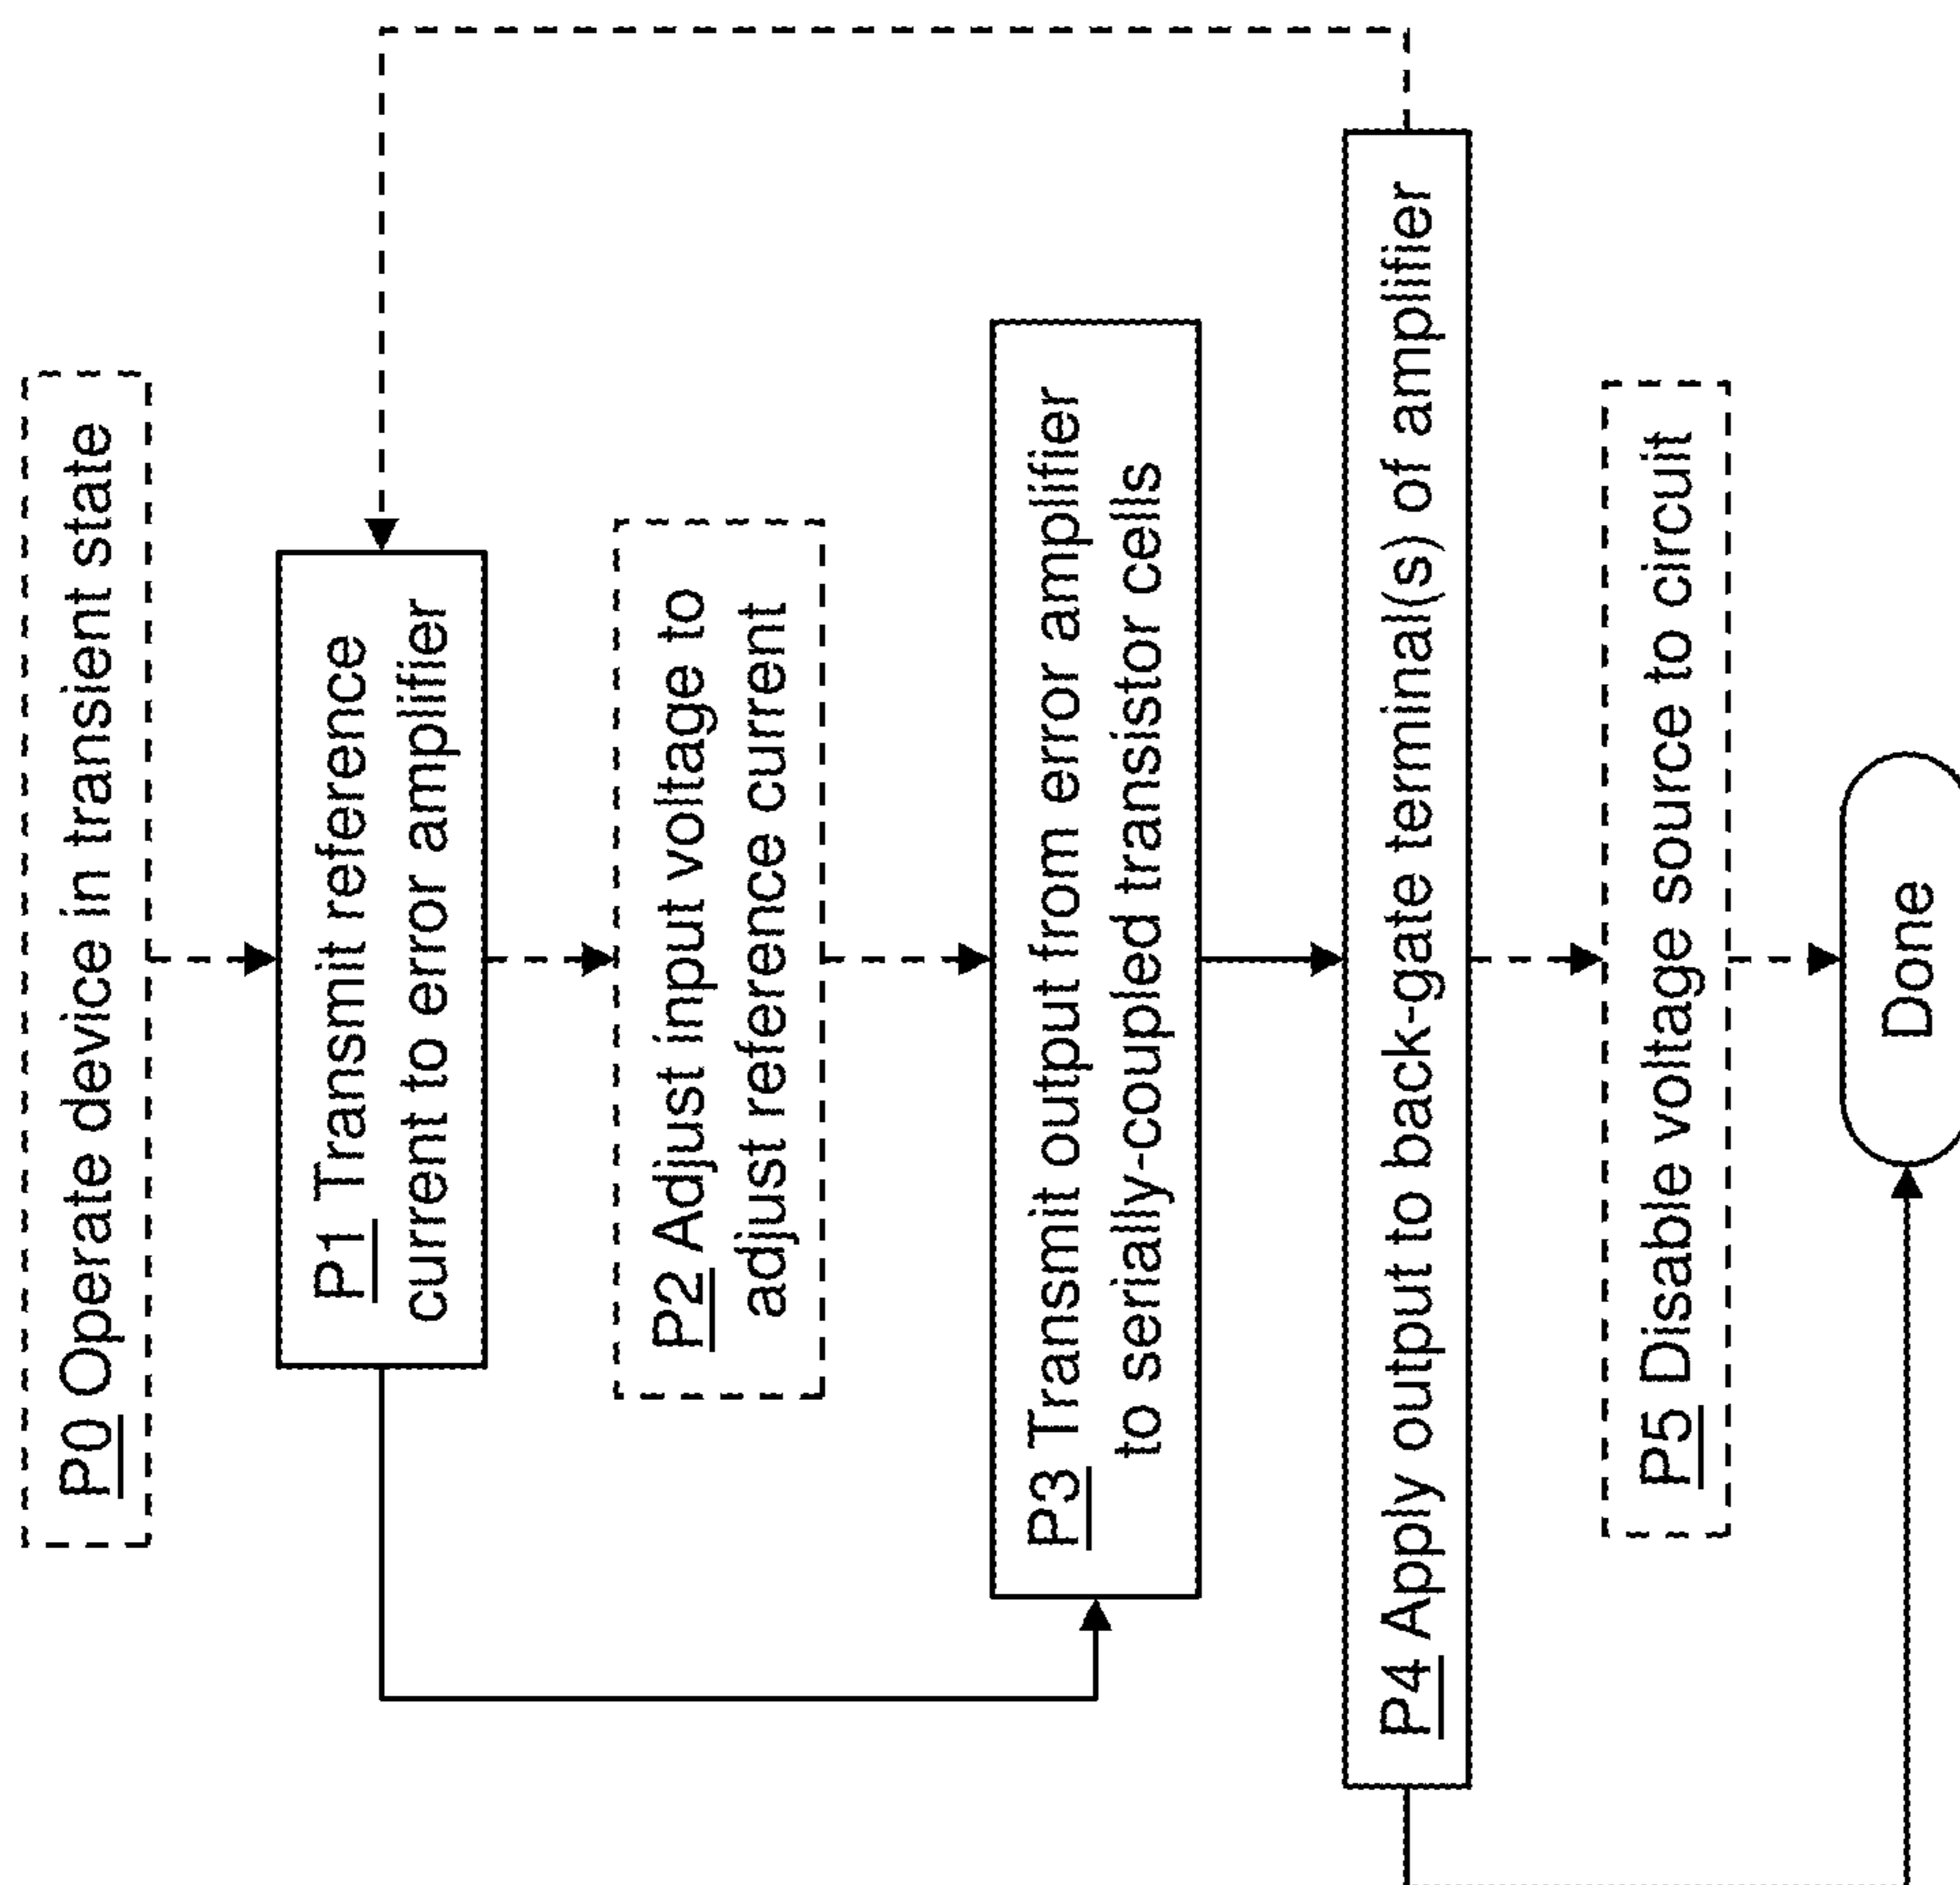 P0 Operate device in transient state
P1 Transmit reference
current to error amplifier
P2 Adjust input voltage to
adjust reference current
P3 Transmit output from error amplifier
to serially-coupled transistor cells
P4 Apply output to back-gate terminal(s) of amplifier
P5 Disable voltage source to circuit
Done